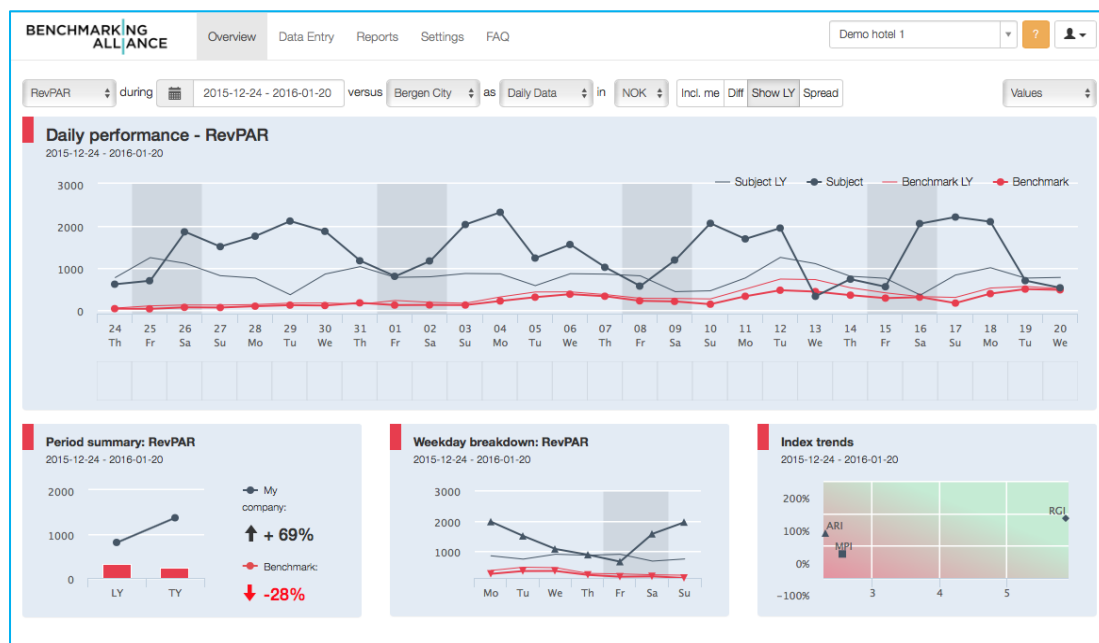 BENCHMARKING
ALLIANCE
Overview Data Entry Reports Settings FAQ
Demo hotel 1 ?
RevPAR during 2015-12-24 - 2016-01-20 versus Bergen City as Daily Data in NOK Incl. me Diff Show LY Spread Values
Daily performance - RevPAR
2015-12-24 - 2016-01-20
Subject LY Subject Benchmark LY Benchmark
3000
2000
1000
0
24 25 26 27 28 29 30 31 01 02 03 04 05 06 07 08 09 10 11 12 13 14 15 16 17 18 19 20
Th Fr Sa Su Mo Tu We Th Fr Sa Su Mo Tu We Th Fr Sa Su Mo Tu We Th Fr Sa Su Mo Tu We
Period summary: RevPAR
2015-12-24 - 2016-01-20
2000
1000
0
LY TY
My
company:
+ 69%
Benchmark:
-28%
Weekday breakdown: RevPAR
2015-12-24 - 2016-01-20
3000
2000
1000
Mo Tu We Th Fr Sa Su
Index trends
2015-12-24 - 2016-01-20
200%
100%
0%
-100%
RGI
ARI
MPI
3 4 5